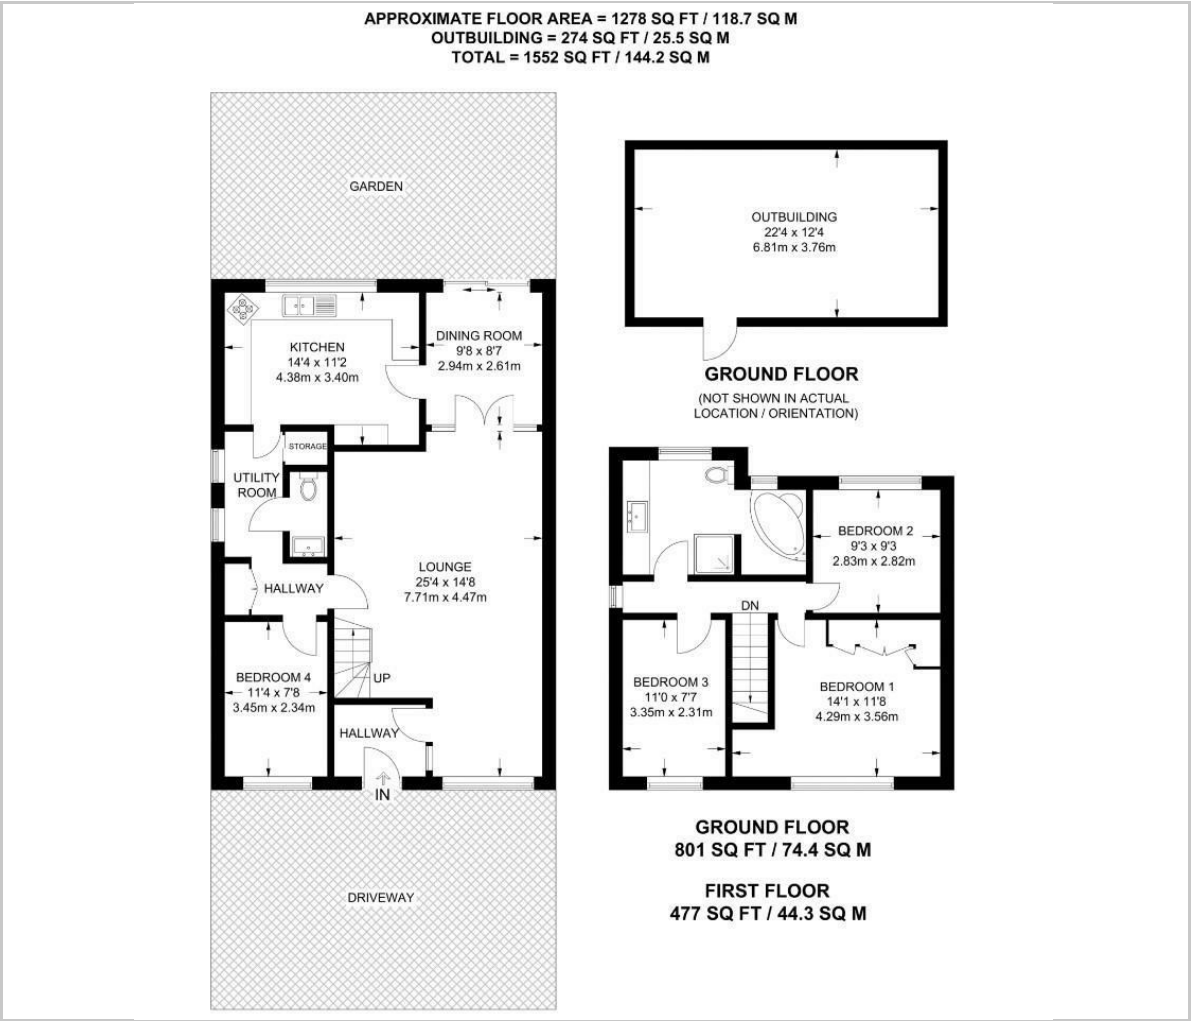 APPROXIMATE FLOOR AREA = 1278 SQ FT / 118.7 SQ M
OUTBUILDING = 274 SQ FT / 25.5 SQ M
TOTAL = 1552 SQ FT / 144.2 SQ M
GARDEN
KITCHEN
14'4 x 11'2
4.38m x 3.40m
DINING ROOM
9'8 x 8'7
2.94m x 2.61m
STORAGE
UTILITY
ROOM
LOUNGE
25'4 x 14'8
7.71m x 4.47m
HALLWAY
BEDROOM 4
11'4 x 7'8
3.45m x 2.34m
UP
HALLWAY
IN
DRIVEWAY
OUTBUILDING
22'4 x 12'4
6.81m x 3.76m
GROUND FLOOR
(NOT SHOWN IN ACTUAL
LOCATION / ORIENTATION)
BEDROOM 2
9'3 x 9'3
2.83m x 2.82m
DN
BEDROOM 3
11'0 x 7'7
3.35m x 2.31m
BEDROOM 1
14'1 x 11'8
4.29m x 3.56m
GROUND FLOOR
801 SQ FT / 74.4 SQ M
FIRST FLOOR
477 SQ FT / 44.3 SQ M